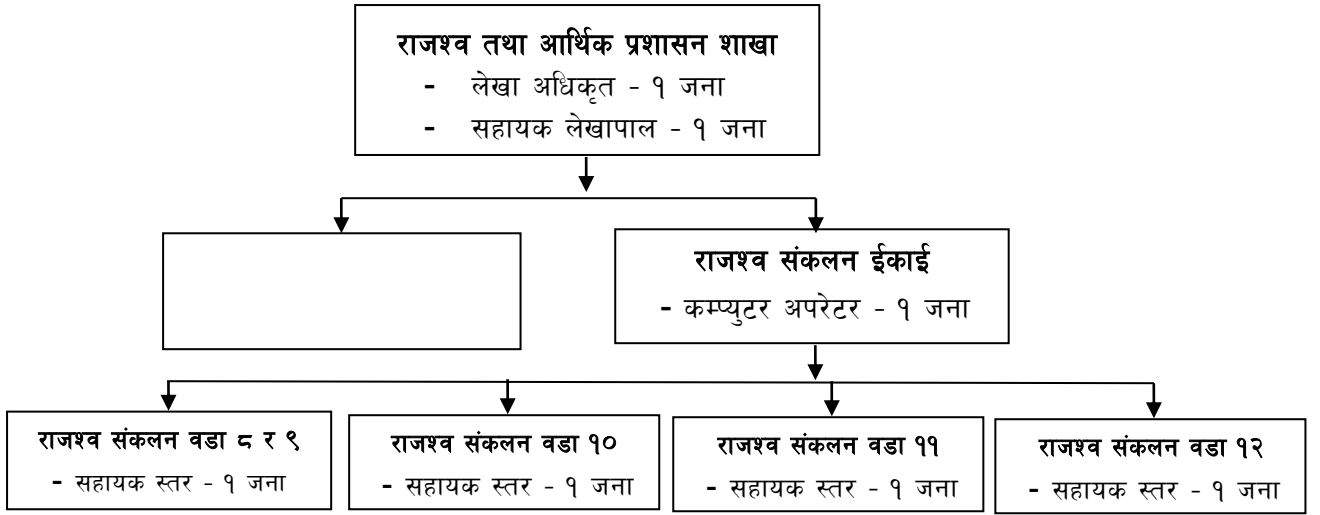 राजश्व तथा आर्थिक प्रशासन शाखा
- लेखा अधिकृत - १ जना
- सहायक लेखापाल - १ जना
राजश्व संकलन ईकाई
- कम्प्युटर अपरेटर - १ जना
राजश्व संकलन वडा ८ र ९
- सहायक स्तर - १ जना
राजश्व संकलन वडा १०
- सहायक स्तर - १ जना
राजश्व संकलन वडा ११
- सहायक स्तर - १ जना
राजश्व संकलन वडा १२
- सहायक स्तर - १ जना